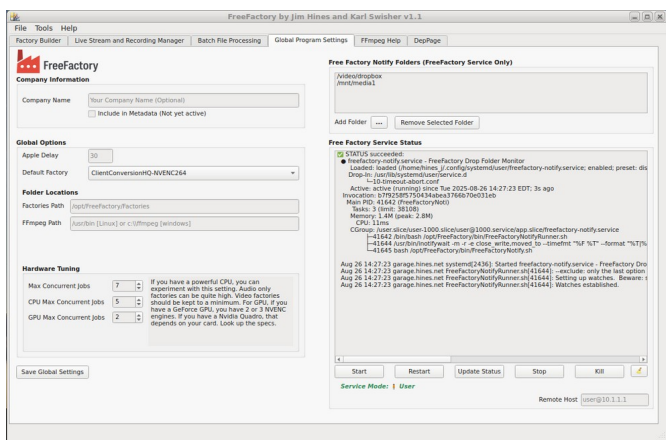 FreeFactory by Jim Hines and Karl Swisher v1.1
File Tools Help
Factory Builder Live Stream and Recording Manager Batch File Processing Global Program Settings FFmpeg Help DepPage
FreeFactory
Company Information
Company Name Your Company Name (Optional)
Include in Metadata (Not yet active)
Global Options
Apple Delay 30
Default Factory ClientConversionHQ-NVENC264
Folder Locations
Factories Path /opt/FreeFactory/Factories
FFmpeg Path /usr/bin [Linux] or c:\\ffmpeg [windows]
Hardware Tuning
Max Concurrent Jobs 7
CPU Max Concurrent Jobs 5
GPU Max Concurrent Jobs 2
If you have a powerful CPU, you can
experiment with this setting. Audio only
factories can be quite high. Video factories
should be kept to a minimum. For GPU, if you
have a GeForce GPU, you have 2 or 3 NVENC
engines. If you have a Nvidia Quadro, that
depends on your card. Look up the specs.
Save Global Settings
Free Factory Notify Folders (FreeFactory Service Only)
/video/dropbox
/mnt/media1
Add Folder ... Remove Selected Folder
Free Factory Service Status
✅ STATUS succeeded:
● freefactory-notify.service - FreeFactory Drop Folder Monitor
Loaded: loaded (/home/hines_j/.config/systemd/user/freefactory-notify.service; enabled; preset: dis
Drop-In: /usr/lib/systemd/user/service.d
└─10-timeout-abort.conf
Active: active (running) since Tue 2025-08-26 14:27:23 EDT; 3s ago
Invocation: b7f9258f5750434abea3766b70e031eb
Main PID: 41642 (FreeFactoryNoti)
Tasks: 3 (limit: 38108)
Memory: 1.4M (peak: 2.8M)
CPU: 11ms
CGroup: /user.slice/user-1000.slice/user@1000.service/app.slice/freefactory-notify.service
├─41642 /bin/bash /opt/FreeFactory/bin/FreeFactoryNotifyRunner.sh
├─41644 /usr/bin/inotifywait -m -r -e close_write,moved_to --timefmt "%F %T" --format "%T|%
└─41645 bash /opt/FreeFactory/bin/FreeFactoryNotify.sh
Aug 26 14:27:23 garage.hines.net systemd[2436]: Started freefactory-notify.service - FreeFactory Dro
Aug 26 14:27:23 garage.hines.net FreeFactoryNotifyRunner.sh[41644]: --exclude: only the last option
Aug 26 14:27:23 garage.hines.net FreeFactoryNotifyRunner.sh[41644]: Setting up watches. Beware: s
Aug 26 14:27:23 garage.hines.net FreeFactoryNotifyRunner.sh[41644]: Watches established.
Start Restart Update Status Stop Kill
Service Mode: User
Remote Host user@10.1.1.1